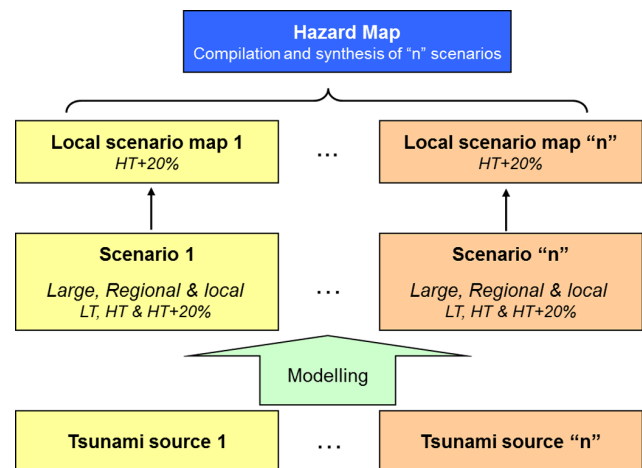 Hazard Map
Compilation and synthesis of “n” scenarios
Local scenario map 1
HT+20%
...
Local scenario map “n”
HT+20%
Scenario 1
Large, Regional & local
LT, HT & HT+20%
...
Scenario “n”
Large, Regional & local
LT, HT & HT+20%
Modelling
Tsunami source 1
...
Tsunami source “n”